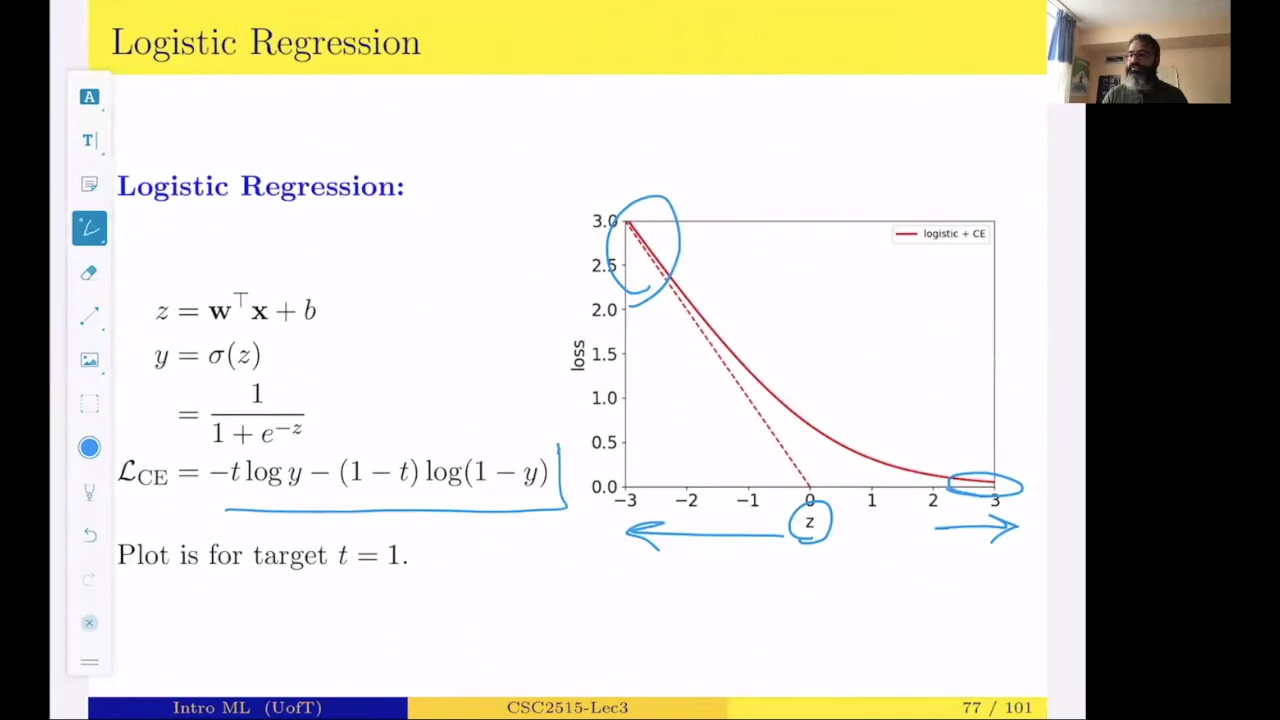 Logistic Regression
A
T
Logistic Regression:
z = w⊤x + b
y = σ(z)
= 1 / (1 + e^{−z})
ℒ_CE = −t log y − (1 − t) log(1 − y)
Plot is for target t = 1.
3.0
2.5
2.0
1.5
1.0
0.5
0.0
loss
logistic + CE
−3 −2 −1 0 1 2 3
z
Intro ML (UofT) CSC2515-Lec3 77 / 101